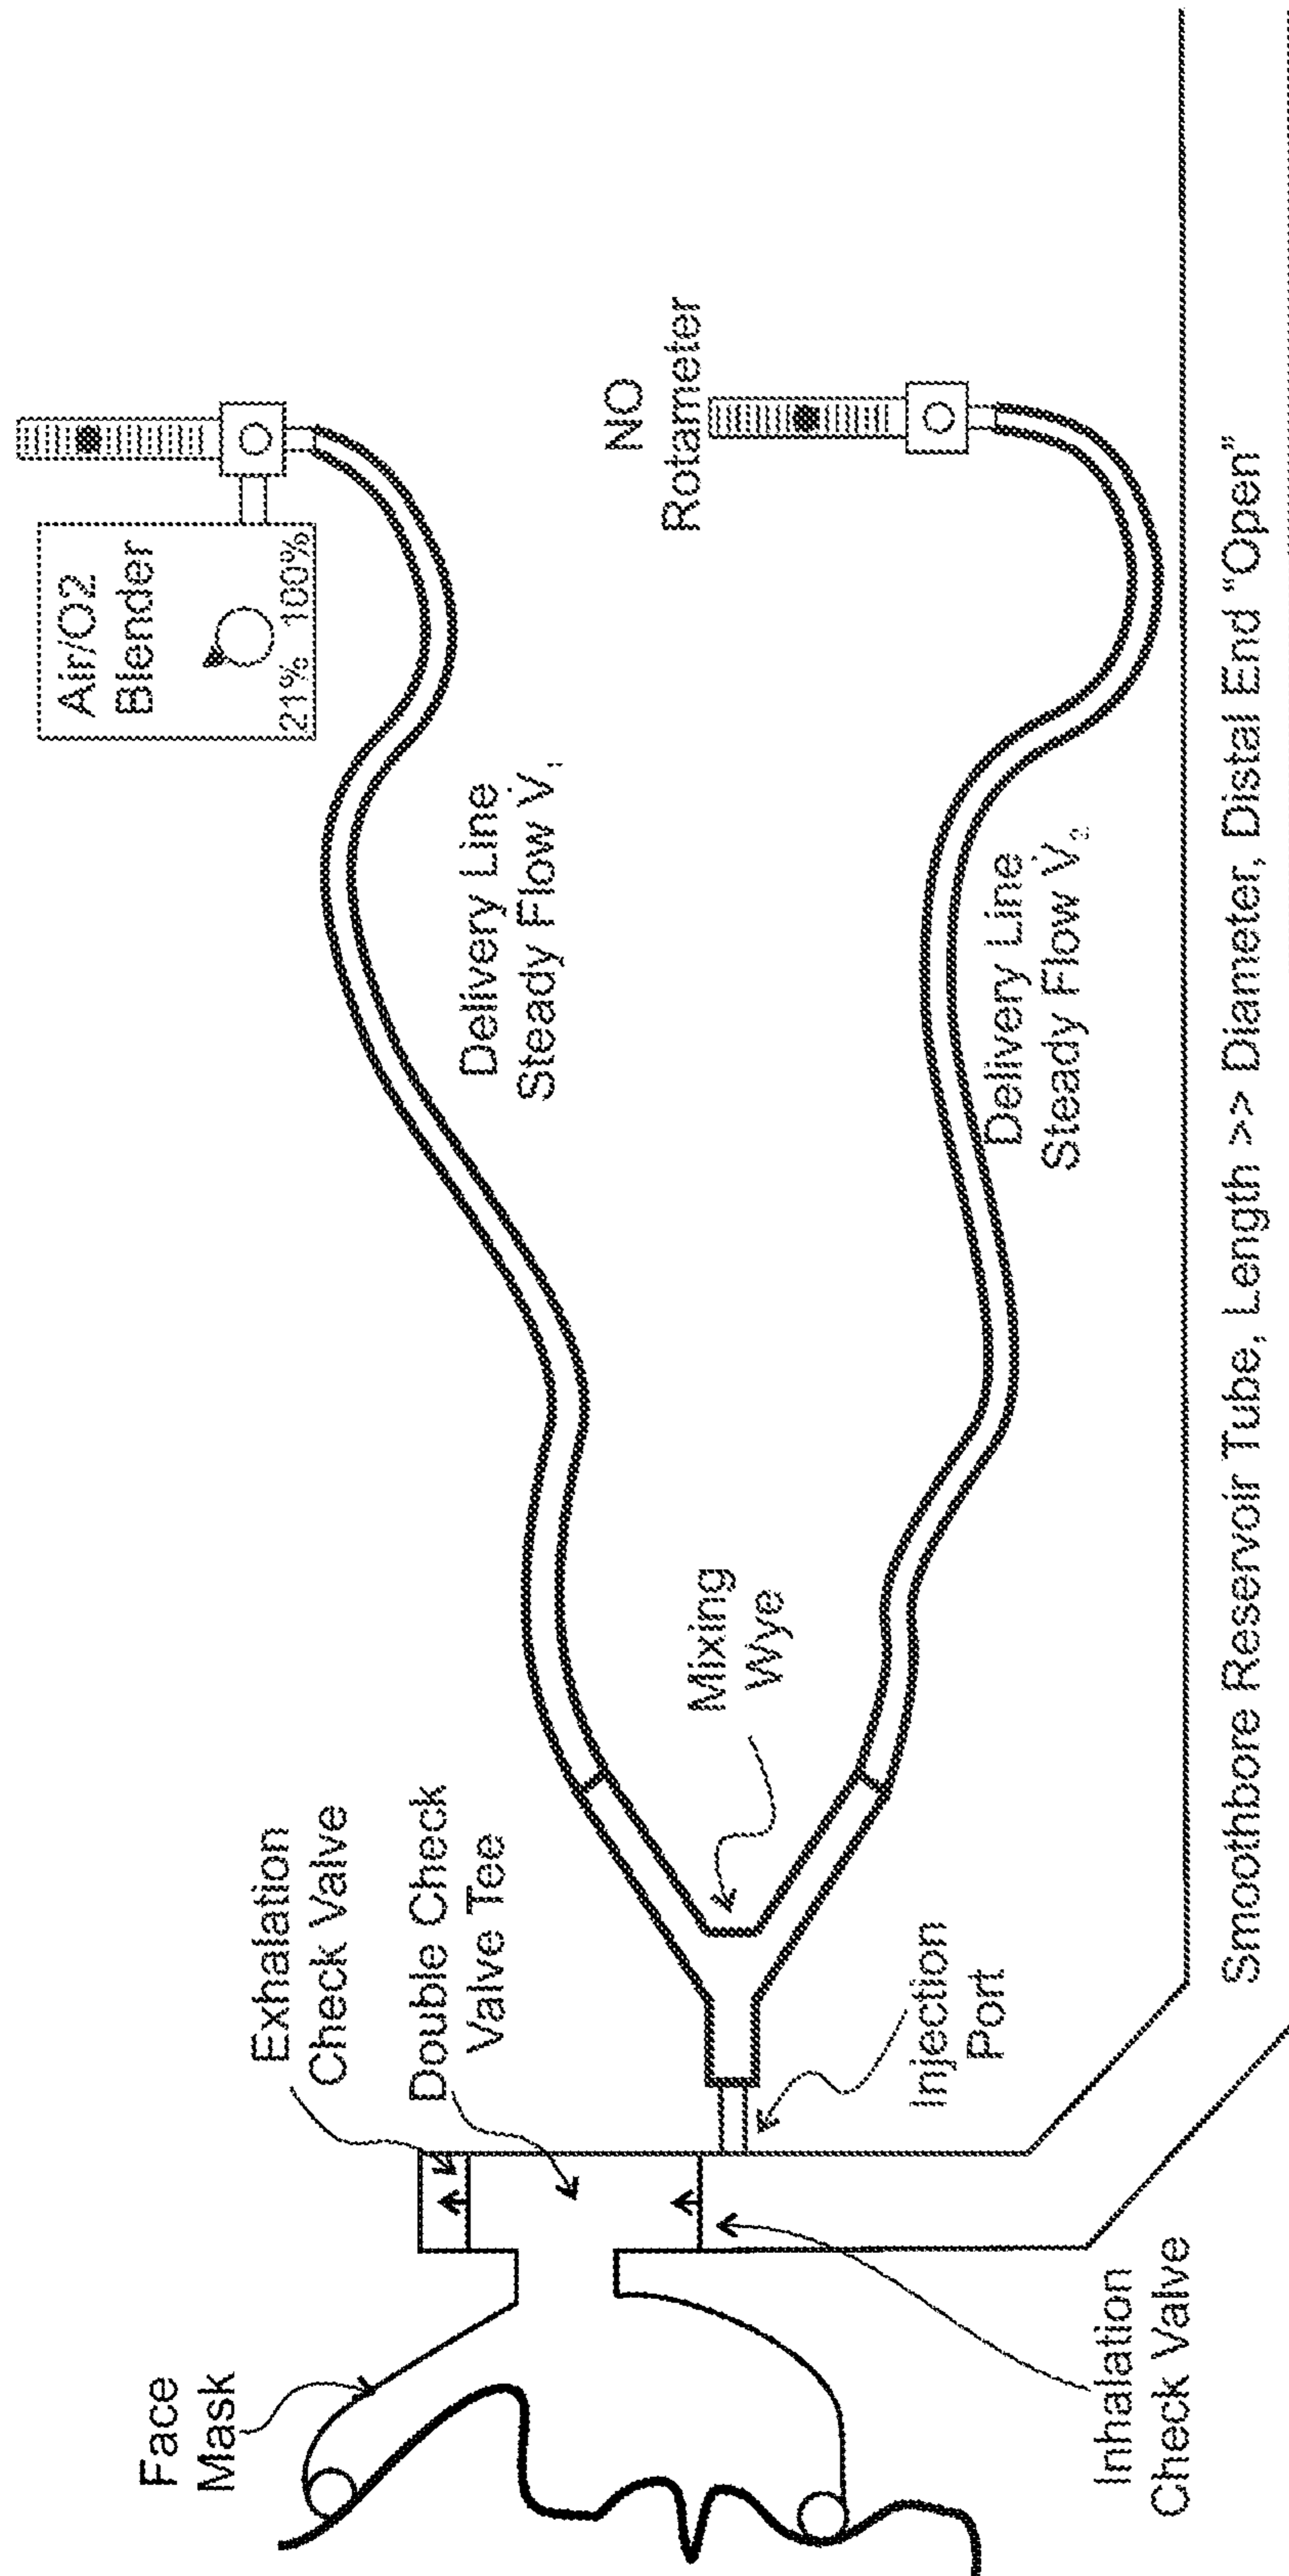 Face
Mask
Exhalation
Check Valve
Double Check
Valve Tee
Inhalation
Check Valve
Injection
Port
Mixing
Wye
Delivery Line
Steady Flow V̇₁
Delivery Line
Steady Flow V̇₂
Air/O2
Blender
21% 100%
NO
Rotameter
Smoothbore Reservoir Tube, Length >> Diameter, Distal End "Open"